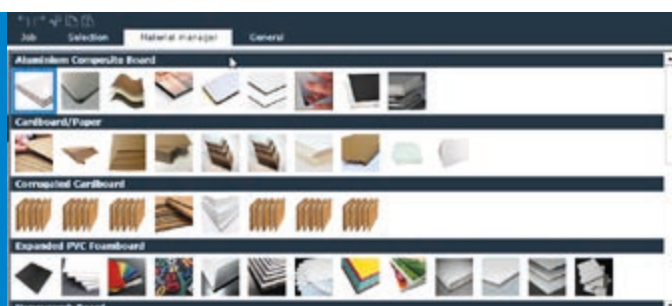 Job Selection Material manager General
Aluminium Composite Board
Cardboard/Paper
Corrugated Cardboard
Expanded PVC Foamboard